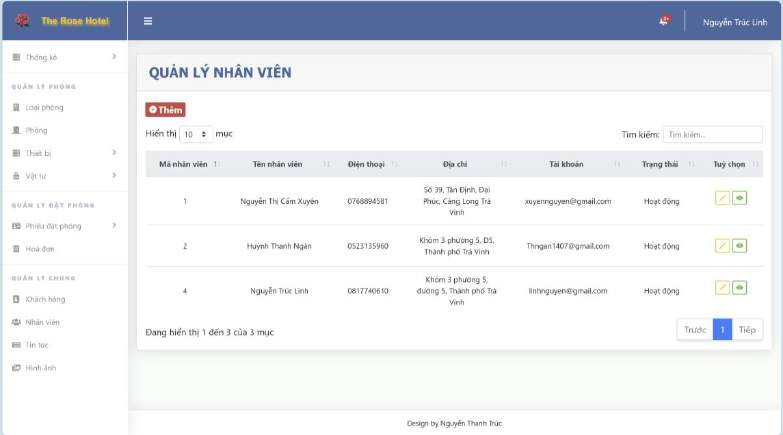 The Rose Hotel
Nguyễn Trúc Linh
Thống kê
QUẢN LÝ PHÒNG
Loại phòng
Phòng
Thiết bị
Vật tư
QUẢN LÝ ĐẶT PHÒNG
Phiếu đặt phòng
Hoá đơn
QUẢN LÝ CHUNG
Khách hàng
Nhân viên
Tin tức
Hình ảnh
QUẢN LÝ NHÂN VIÊN
Thêm
Hiển thị 10 mục
Tìm kiếm: Tìm kiếm...
Mã nhân viên Tên nhân viên Điện thoại Địa chỉ Tài khoản Trạng thái Tuỳ chọn
1 Nguyễn Thị Cẩm Xuyên 0768894581 Số 39, Tân Định, Đại
Phúc, Càng Long Trà
Vinh xuyennguyen@gmail.com Hoạt động
2 Huỳnh Thanh Ngân 0523135960 Khóm 3 phường 5, D5,
Thành phố Trà Vinh Thngan1407@gmail.com Hoạt động
4 Nguyễn Trúc Linh 0817740610 Khóm 3 phường 5,
đường 5, Thành phố Trà
Vinh linhnguyen@gmail.com Hoạt động
Đang hiển thị 1 đến 3 của 3 mục
Trước 1 Tiếp
Design by Nguyễn Thanh Trúc